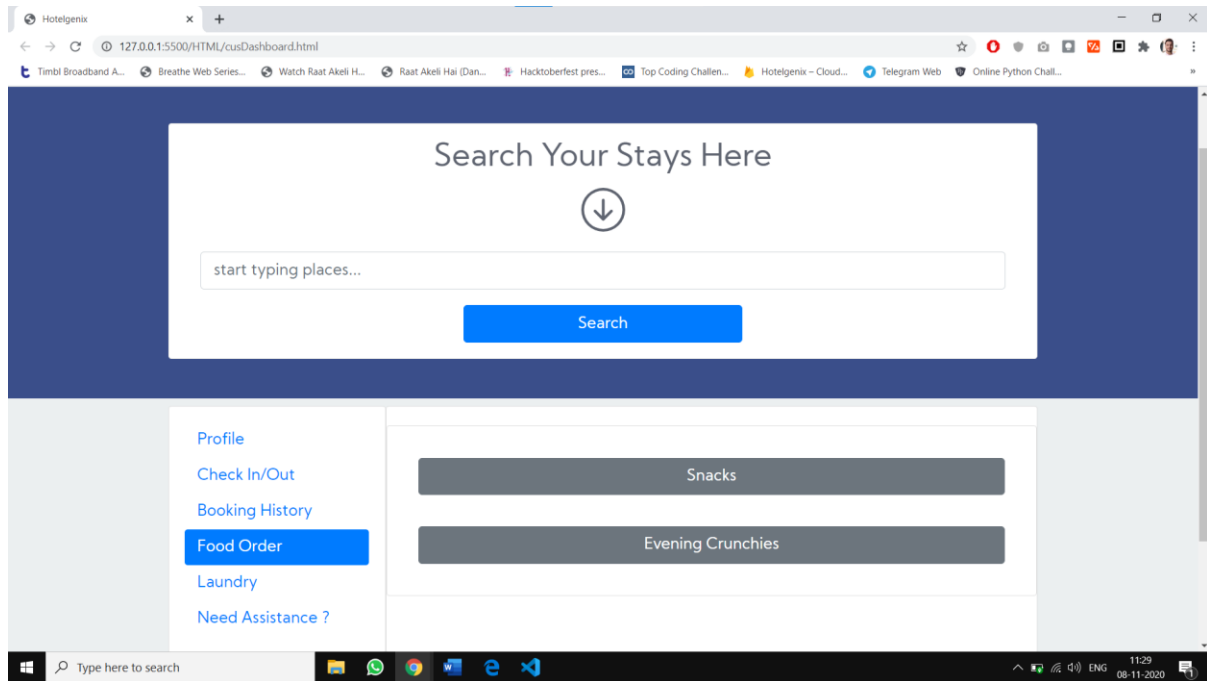 Hotelgenix
127.0.0.1:5500/HTML/cusDashboard.html
Timbl Broadband A... Breathe Web Series... Watch Raat Akeli H... Raat Akeli Hai (Dan... Hacktoberfest pres... Top Coding Challen... Hotelgenix – Cloud... Telegram Web Online Python Chall...
Search Your Stays Here
start typing places...
Search
Profile
Check In/Out
Booking History
Food Order
Laundry
Need Assistance ?
Snacks
Evening Crunchies
Type here to search
ENG
11:29
08-11-2020